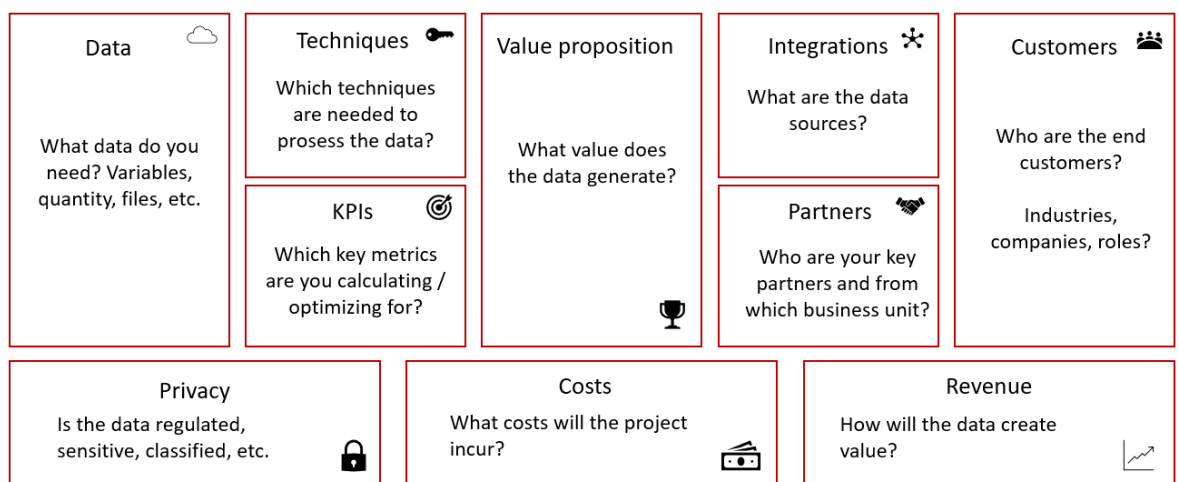 Data
What data do you
need? Variables,
quantity, files, etc.
Techniques
Which techniques
are needed to
prosess the data?
KPIs
Which key metrics
are you calculating /
optimizing for?
Value proposition
What value does
the data generate?
Integrations
What are the data
sources?
Partners
Who are your key
partners and from
which business unit?
Customers
Who are the end
customers?
Industries,
companies, roles?
Privacy
Is the data regulated,
sensitive, classified, etc.
Costs
What costs will the project
incur?
Revenue
How will the data create
value?